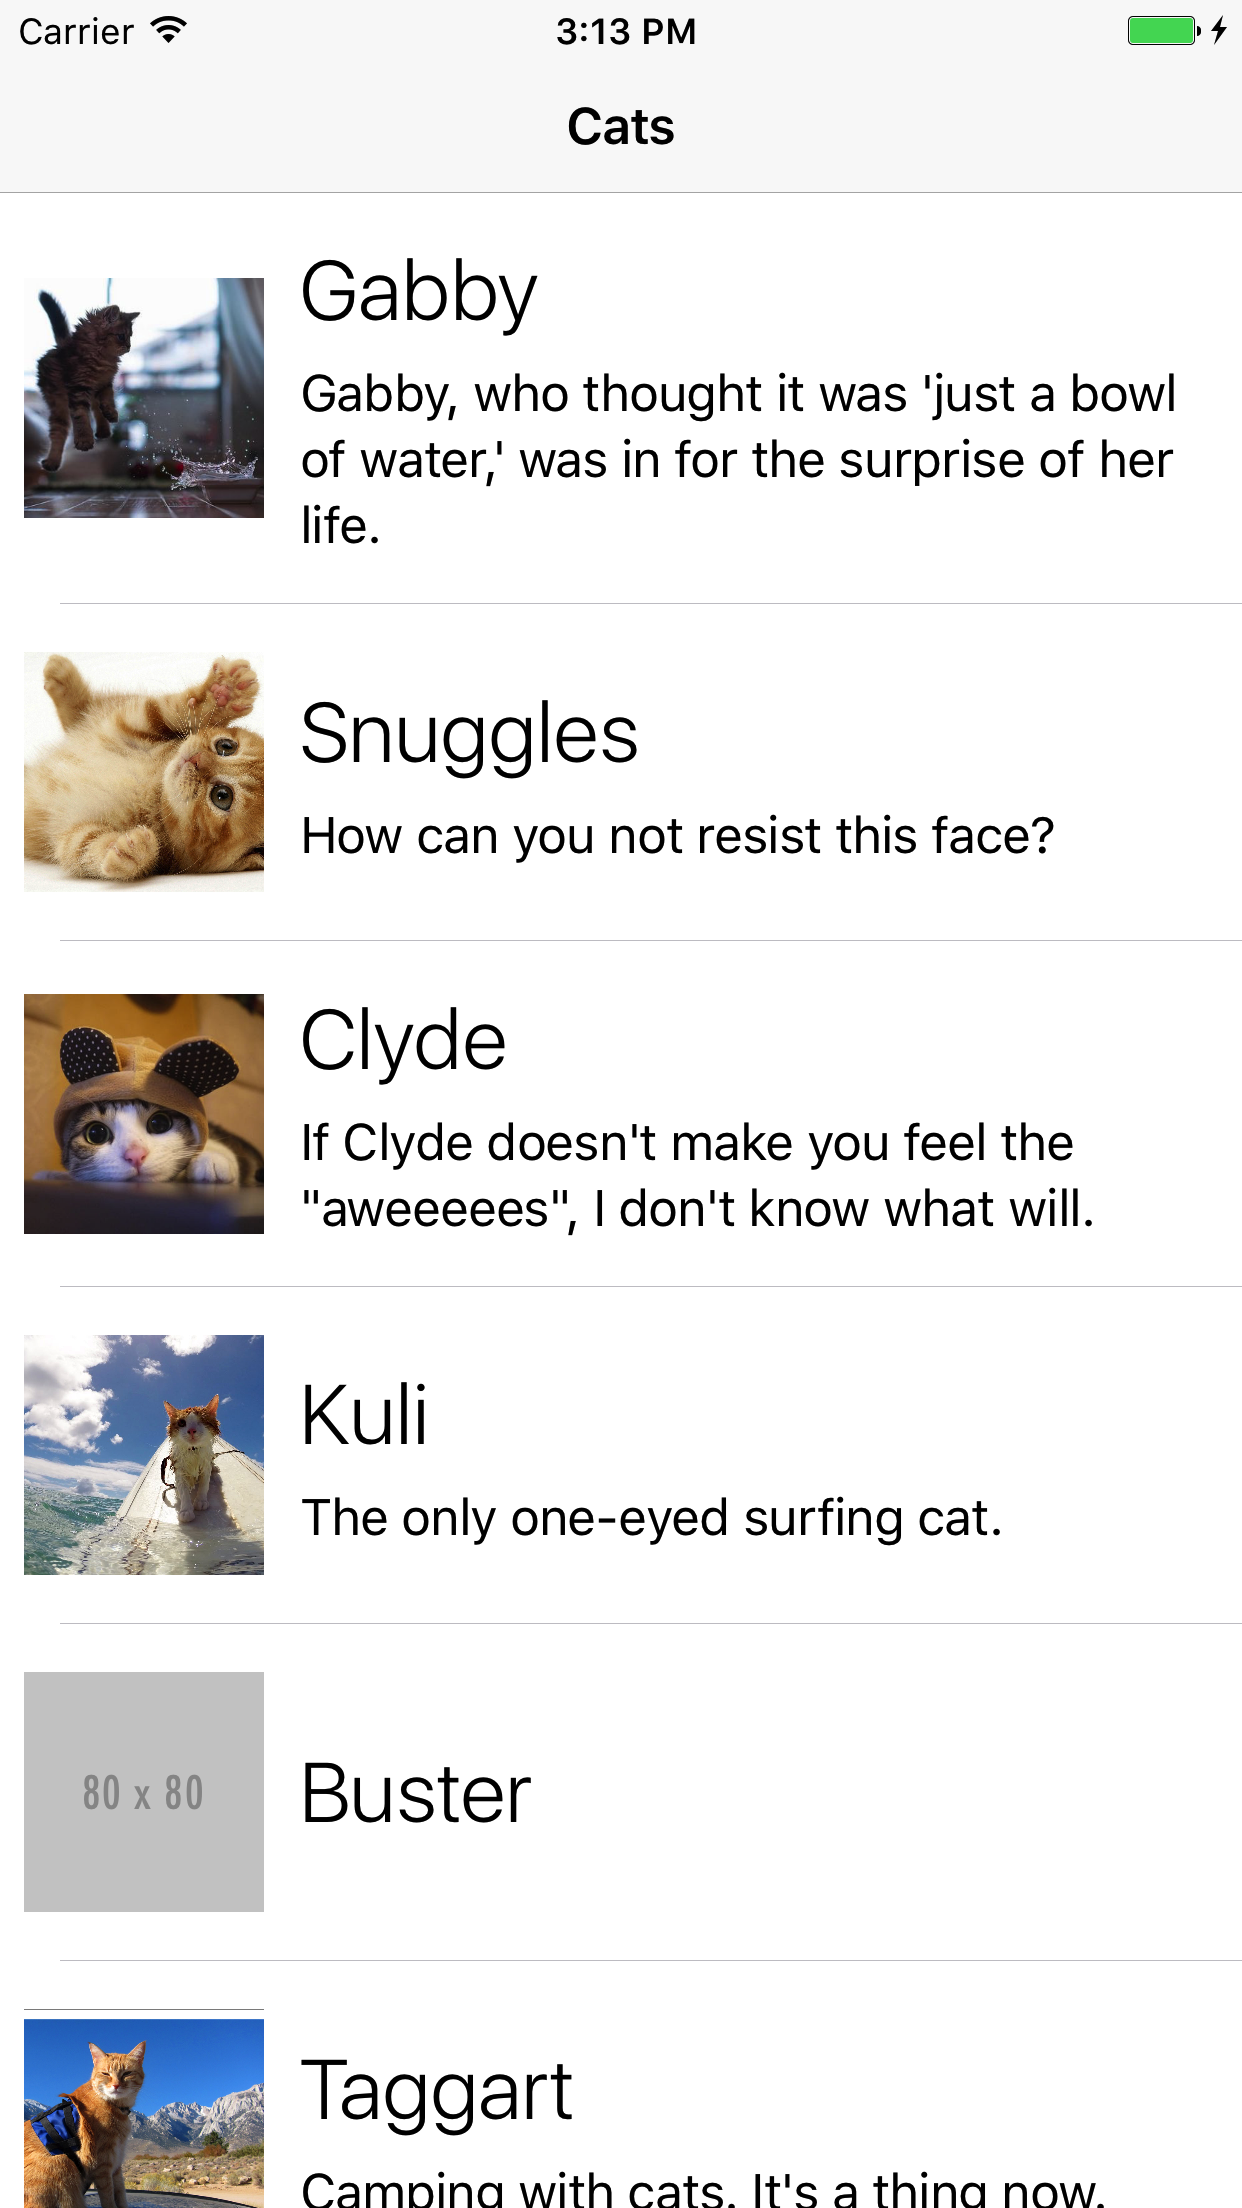 Carrier 3:13 PM
Cats
Gabby
Gabby, who thought it was 'just a bowl
of water,' was in for the surprise of her
life.
Snuggles
How can you not resist this face?
Clyde
If Clyde doesn't make you feel the
"aweeeees", I don't know what will.
Kuli
The only one-eyed surfing cat.
80 x 80
Buster
Taggart
Camping with cats. It's a thing now.